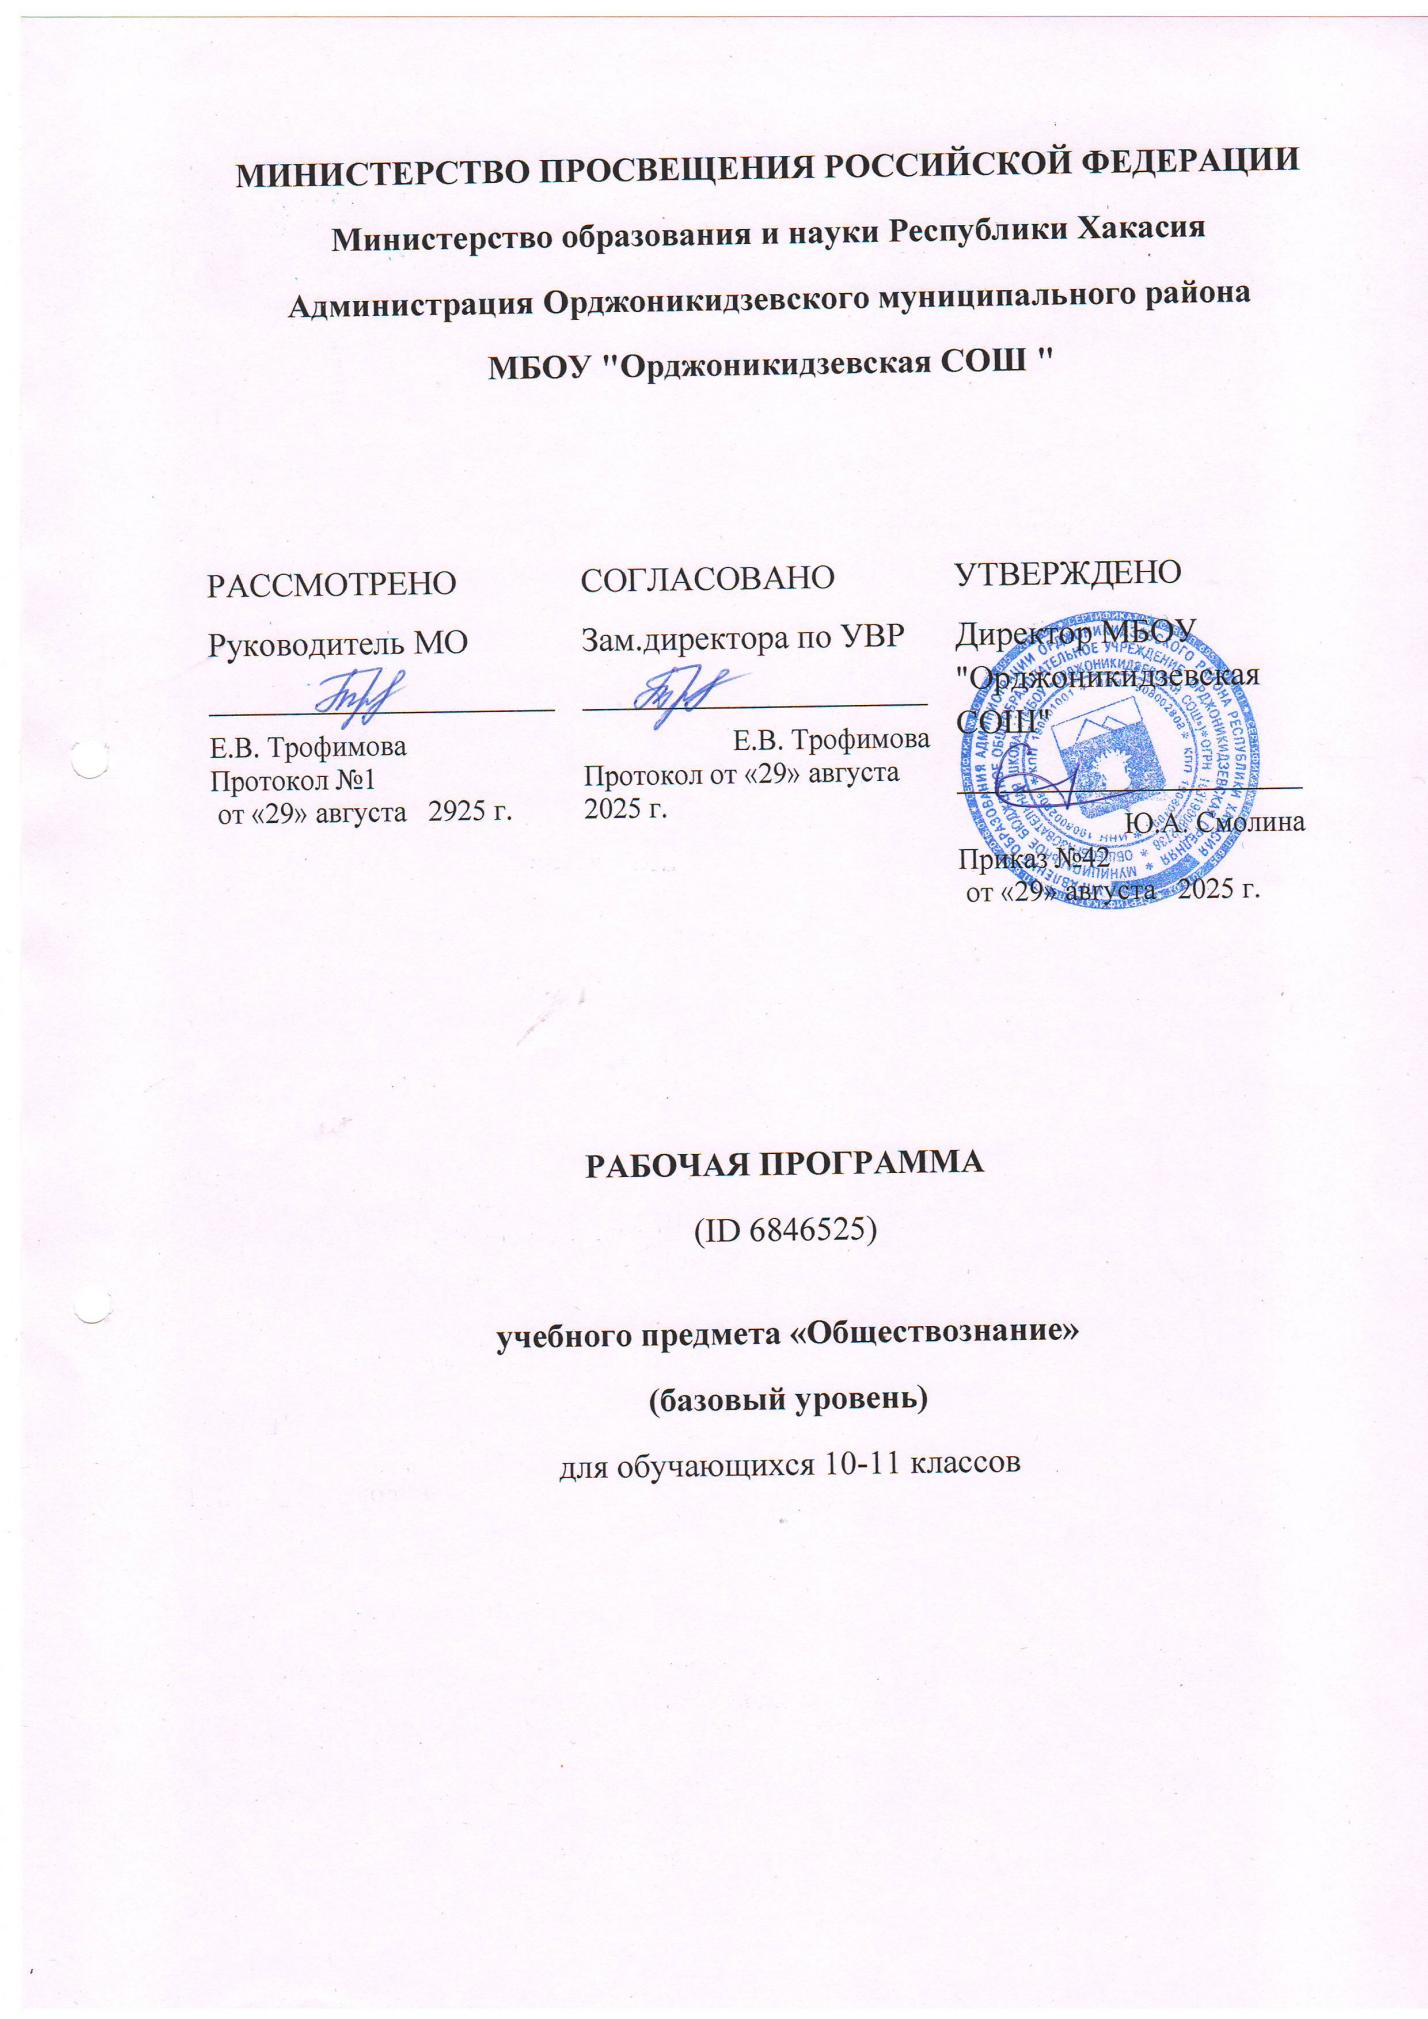 МИНИСТЕРСТВО ПРОСВЕЩЕНИЯ РОССИЙСКОЙ ФЕДЕРАЦИИ
Министерство образования и науки Республики Хакасия
Администрация Орджоникидзевского муниципального района
МБОУ "Орджоникидзевская СОШ "
РАССМОТРЕНО
Руководитель МО
Е.В. Трофимова
Протокол №1
от «29» августа 2925 г.
СОГЛАСОВАНО
Зам.директора по УВР
Е.В. Трофимова
Протокол от «29» августа
2025 г.
УТВЕРЖДЕНО
Директор МБОУ
"Орджоникидзевская
СОШ"
Ю.А. Смолина
Приказ №42
от «29» августа 2025 г.
РАБОЧАЯ ПРОГРАММА
(ID 6846525)
учебного предмета «Обществознание»
(базовый уровень)
для обучающихся 10-11 классов